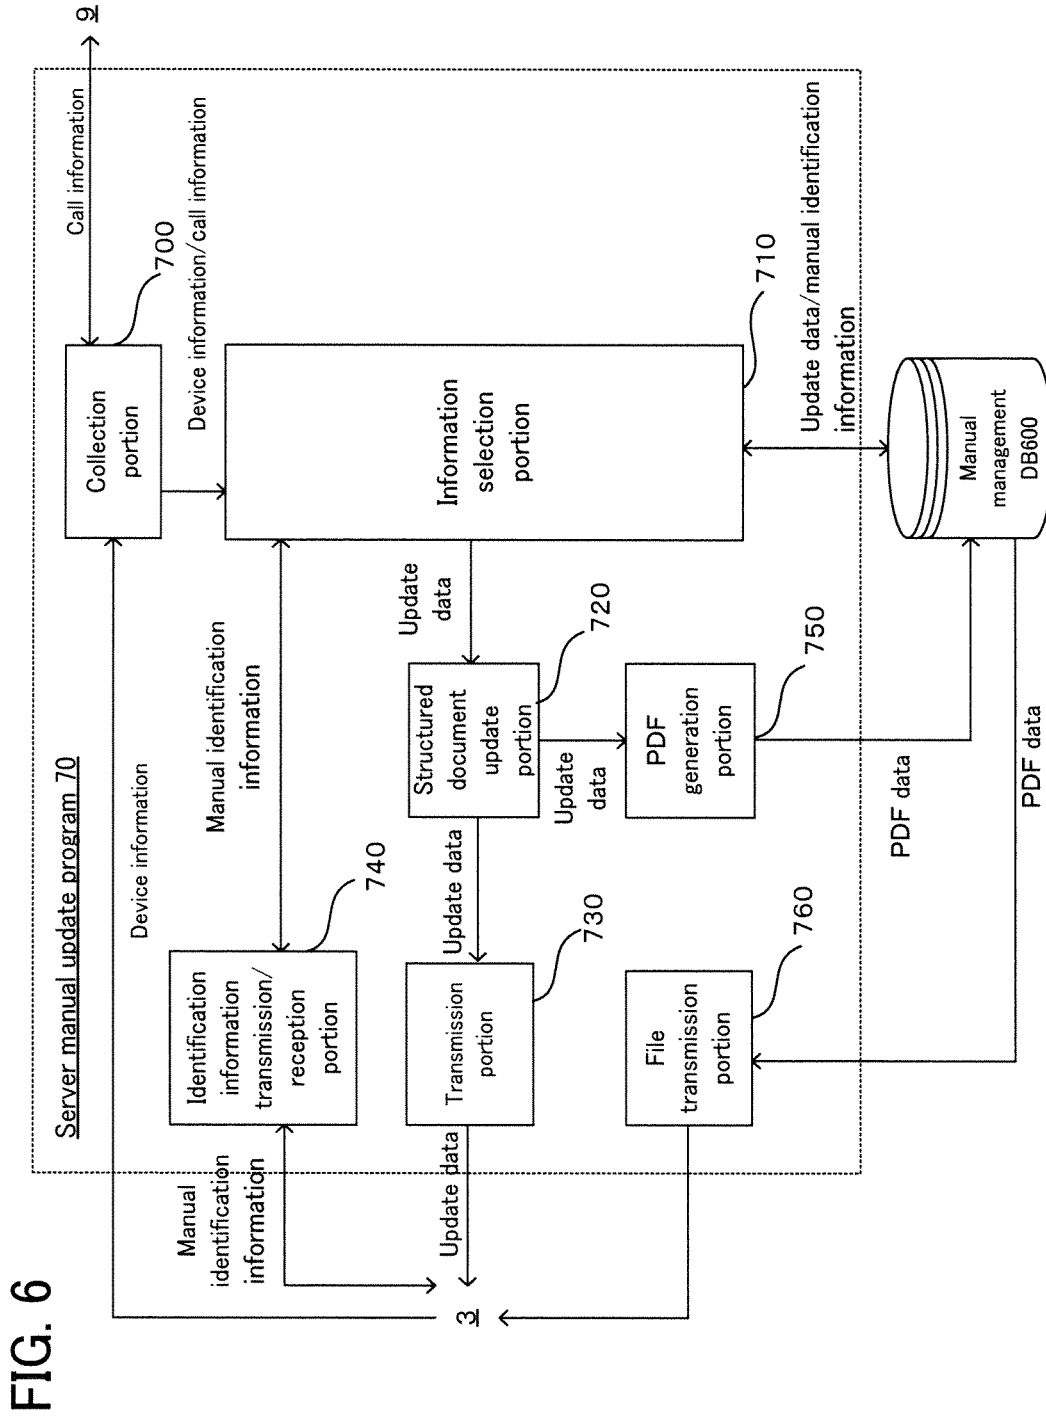 FIG. 6
Server manual update program 70
Call information
9
Device information
Collection
portion
700
Device information/call information
Identification
information
transmission/
reception
portion
740
Manual identification
information
Information
selection
portion
710
Manual
identification
information
Update
data
Structured
document
update
portion
720
Update data
Transmission
portion
730
Update data
3
Update
data
PDF
generation
portion
750
File
transmission
portion
760
Update data/manual identification
information
PDF data
Manual
management
DB600
PDF data